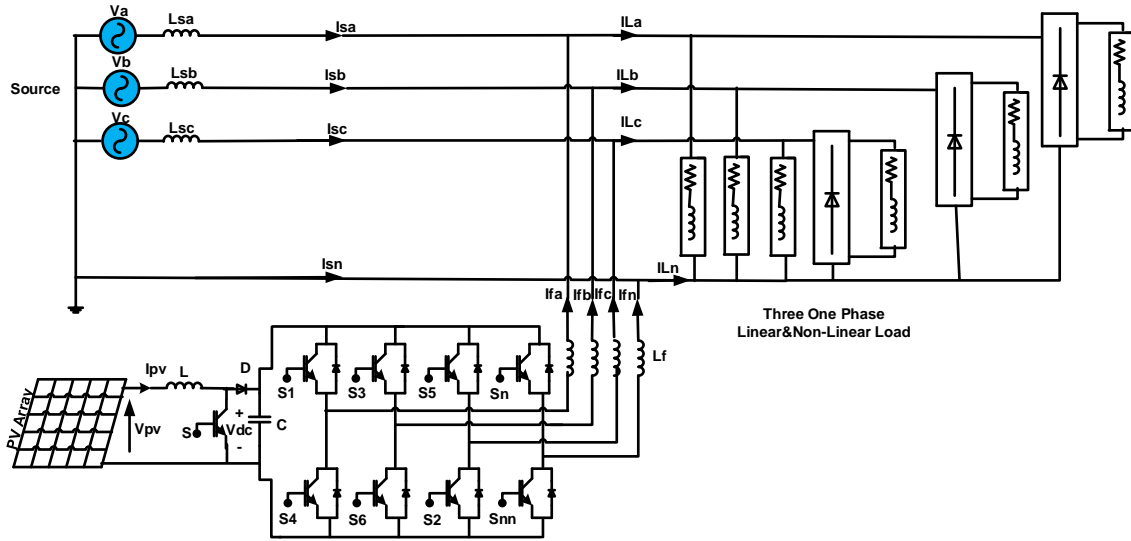 Va
Lsa
Isa
ILa
Vb
Lsb
Isb
ILb
Source
Vc
Lsc
Isc
ILc
Isn
ILn
Ifa
Ifb
Ifc
Ifn
Three One Phase
Linear&Non-Linear Load
Lf
Ipv
L
D
S1
S3
S5
Sn
PV Array
Vpv
S
+
Vdc
-
C
S4
S6
S2
Snn